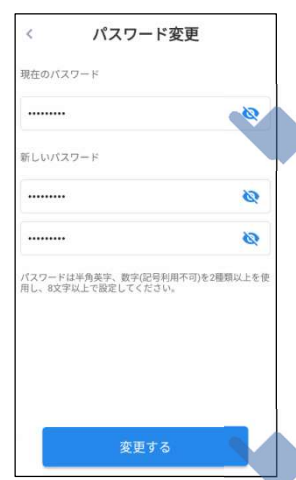 パスワード変更
現在のパスワード
•••••••••
新しいパスワード
•••••••••
•••••••••
パスワードは半角英字、数字(記号利用不可)を2種類以上を使
用し、8文字以上で設定してください。
変更する